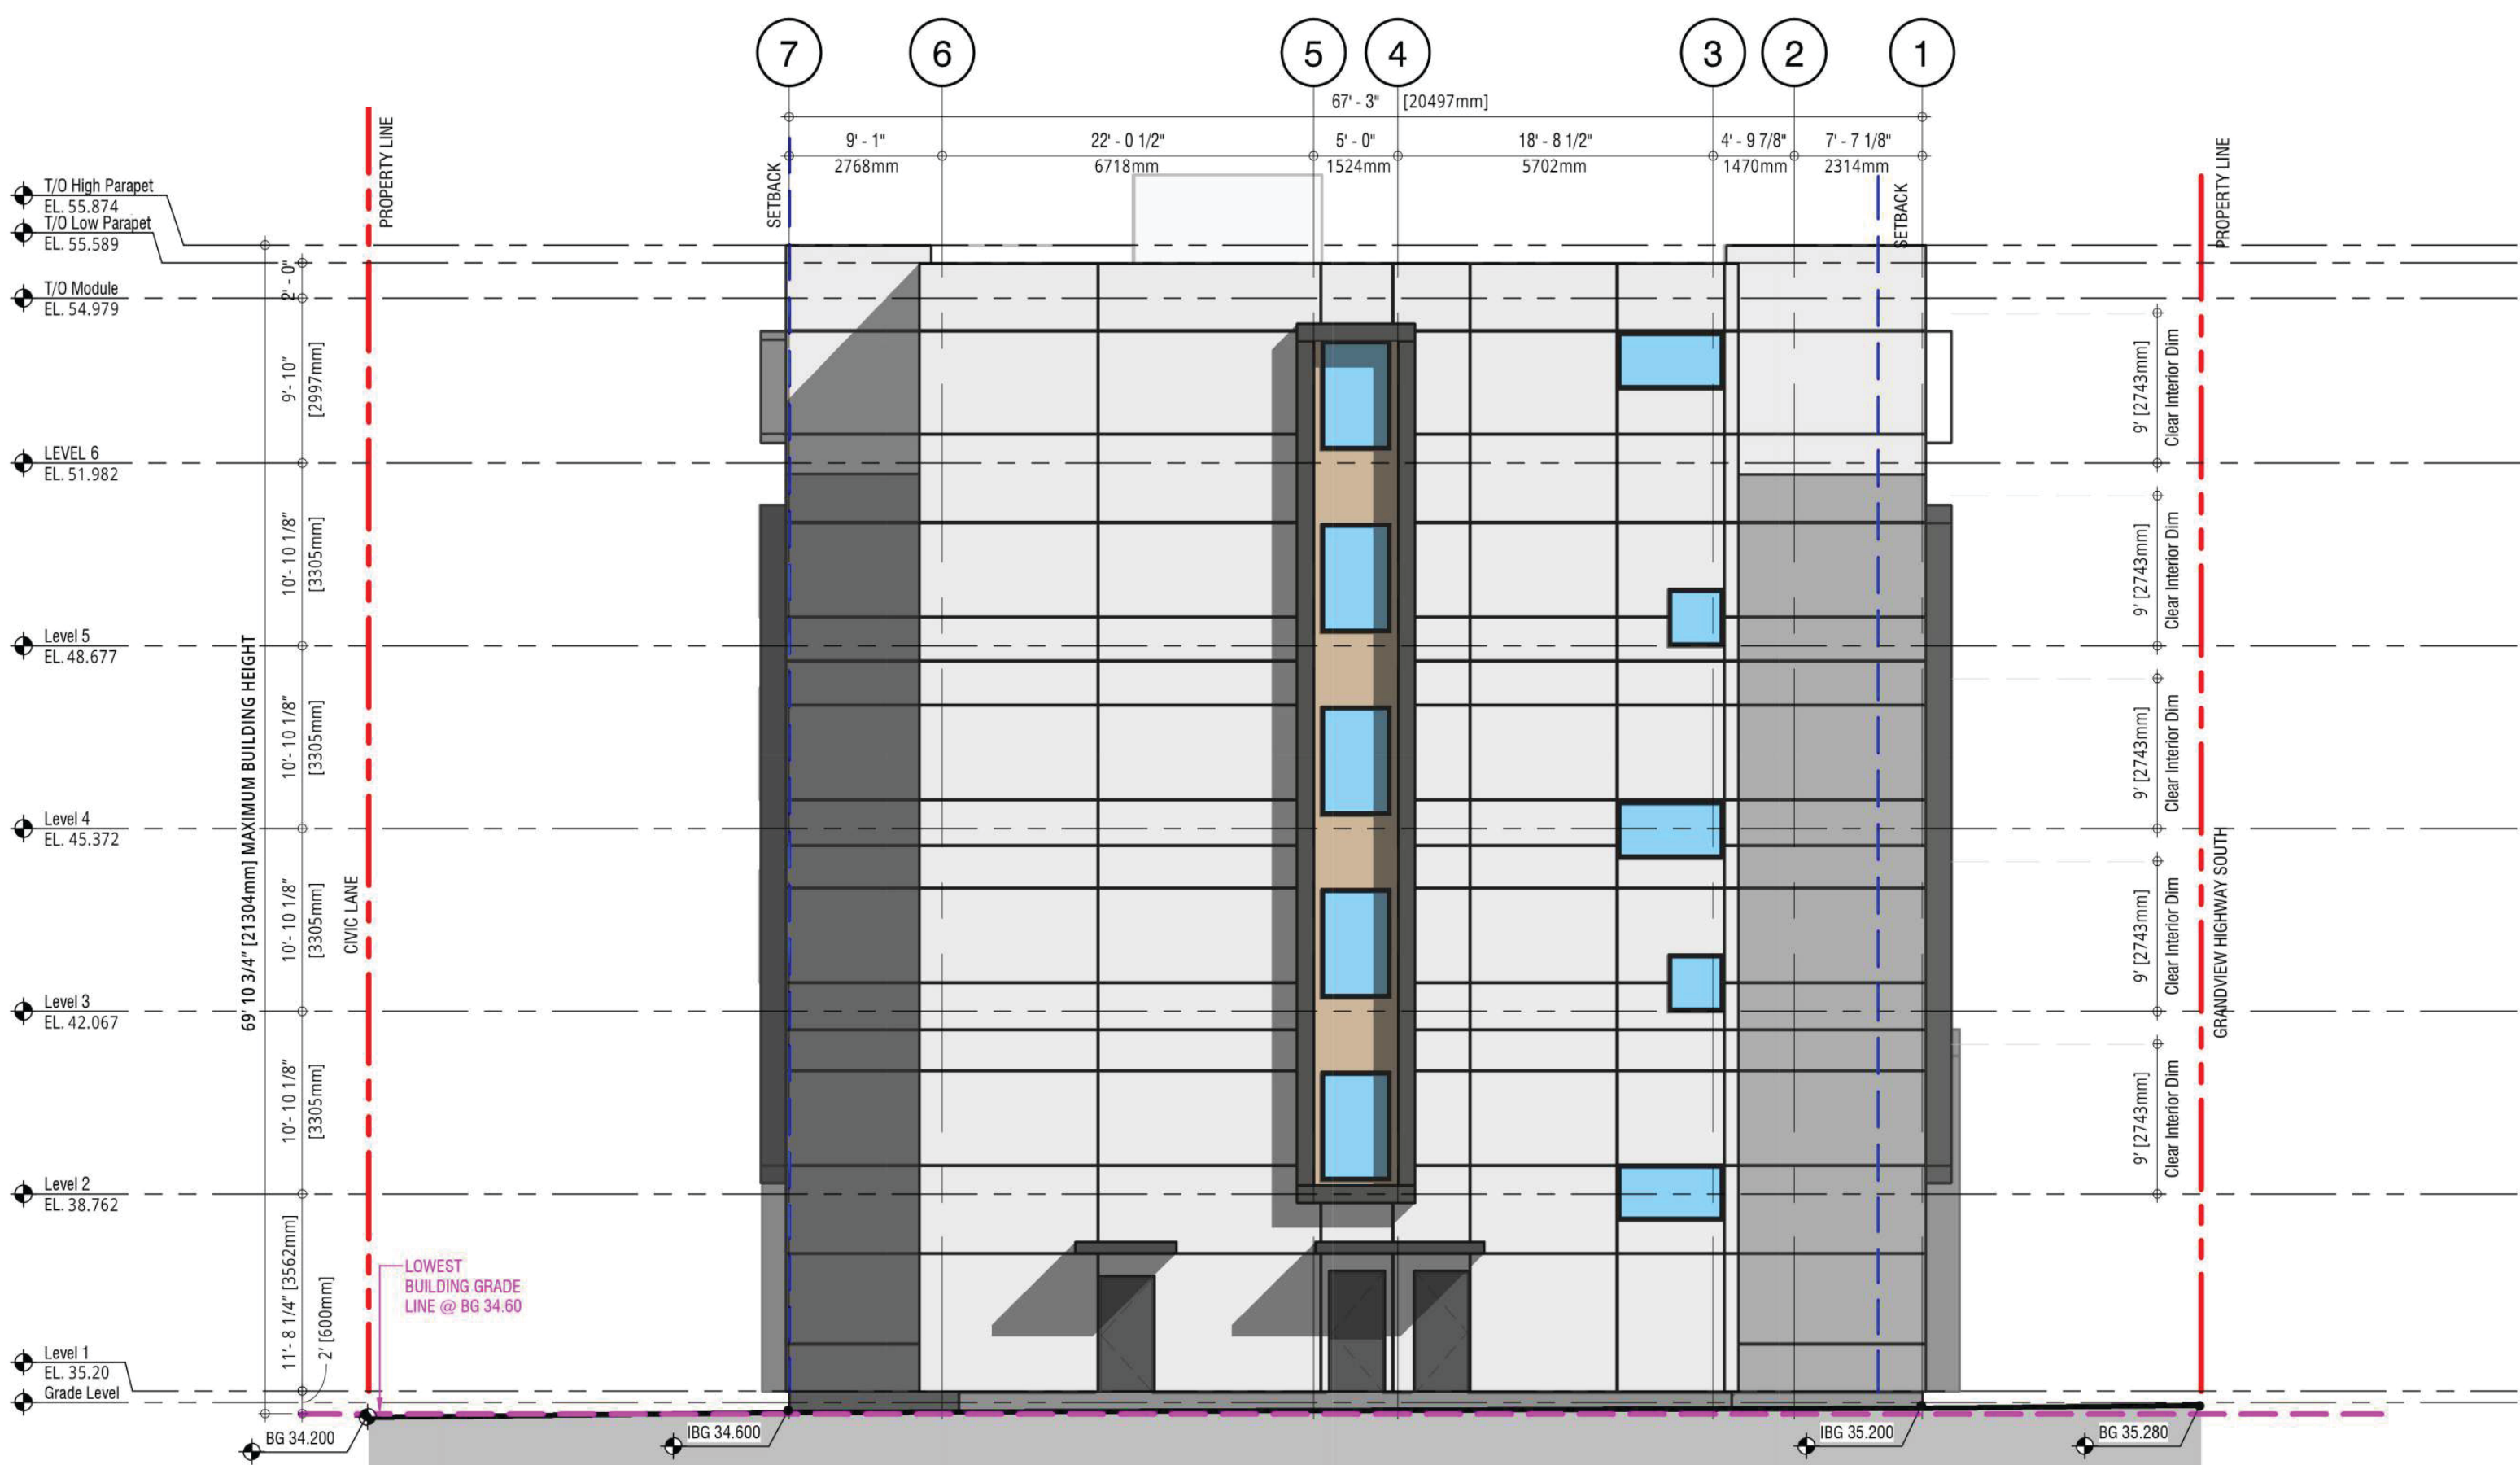 7
6
5
4
3
2
1
67' - 3" [20497mm]
9' - 1"
22' - 0 1/2"
5' - 0"
18' - 8 1/2"
4' - 9 7/8"
7' - 7 1/8"
2768mm
6718mm
1524mm
5702mm
1470mm
2314mm
PROPERTY LINE
SETBACK
SETBACK
PROPERTY LINE
T/O High Parapet
EL. 55.874
T/O Low Parapet
EL. 55.589
T/O Module
EL. 54.979
LEVEL 6
EL. 51.982
Level 5
EL. 48.677
Level 4
EL. 45.372
Level 3
EL. 42.067
Level 2
EL. 38.762
Level 1
EL. 35.20
Grade Level
69' 10 3/4" [21304mm] MAXIMUM BUILDING HEIGHT
2' - 0"
9'- 10"
[2997mm]
10'- 10 1/8"
[3305mm]
10'- 10 1/8"
[3305mm]
10'- 10 1/8"
[3305mm]
10'- 10 1/8"
[3305mm]
11'- 8 1/4" [3562mm]
2' [600mm]
CIVIC LANE
LOWEST
BUILDING GRADE
LINE @ BG 34.60
9' [2743mm]
Clear Interior Dim
9' [2743mm]
Clear Interior Dim
9' [2743mm]
Clear Interior Dim
9' [2743mm]
Clear Interior Dim
9' [2743mm]
Clear Interior Dim
GRANDVIEW HIGHWAY SOUTH
BG 34.200
IBG 34.600
IBG 35.200
BG 35.280